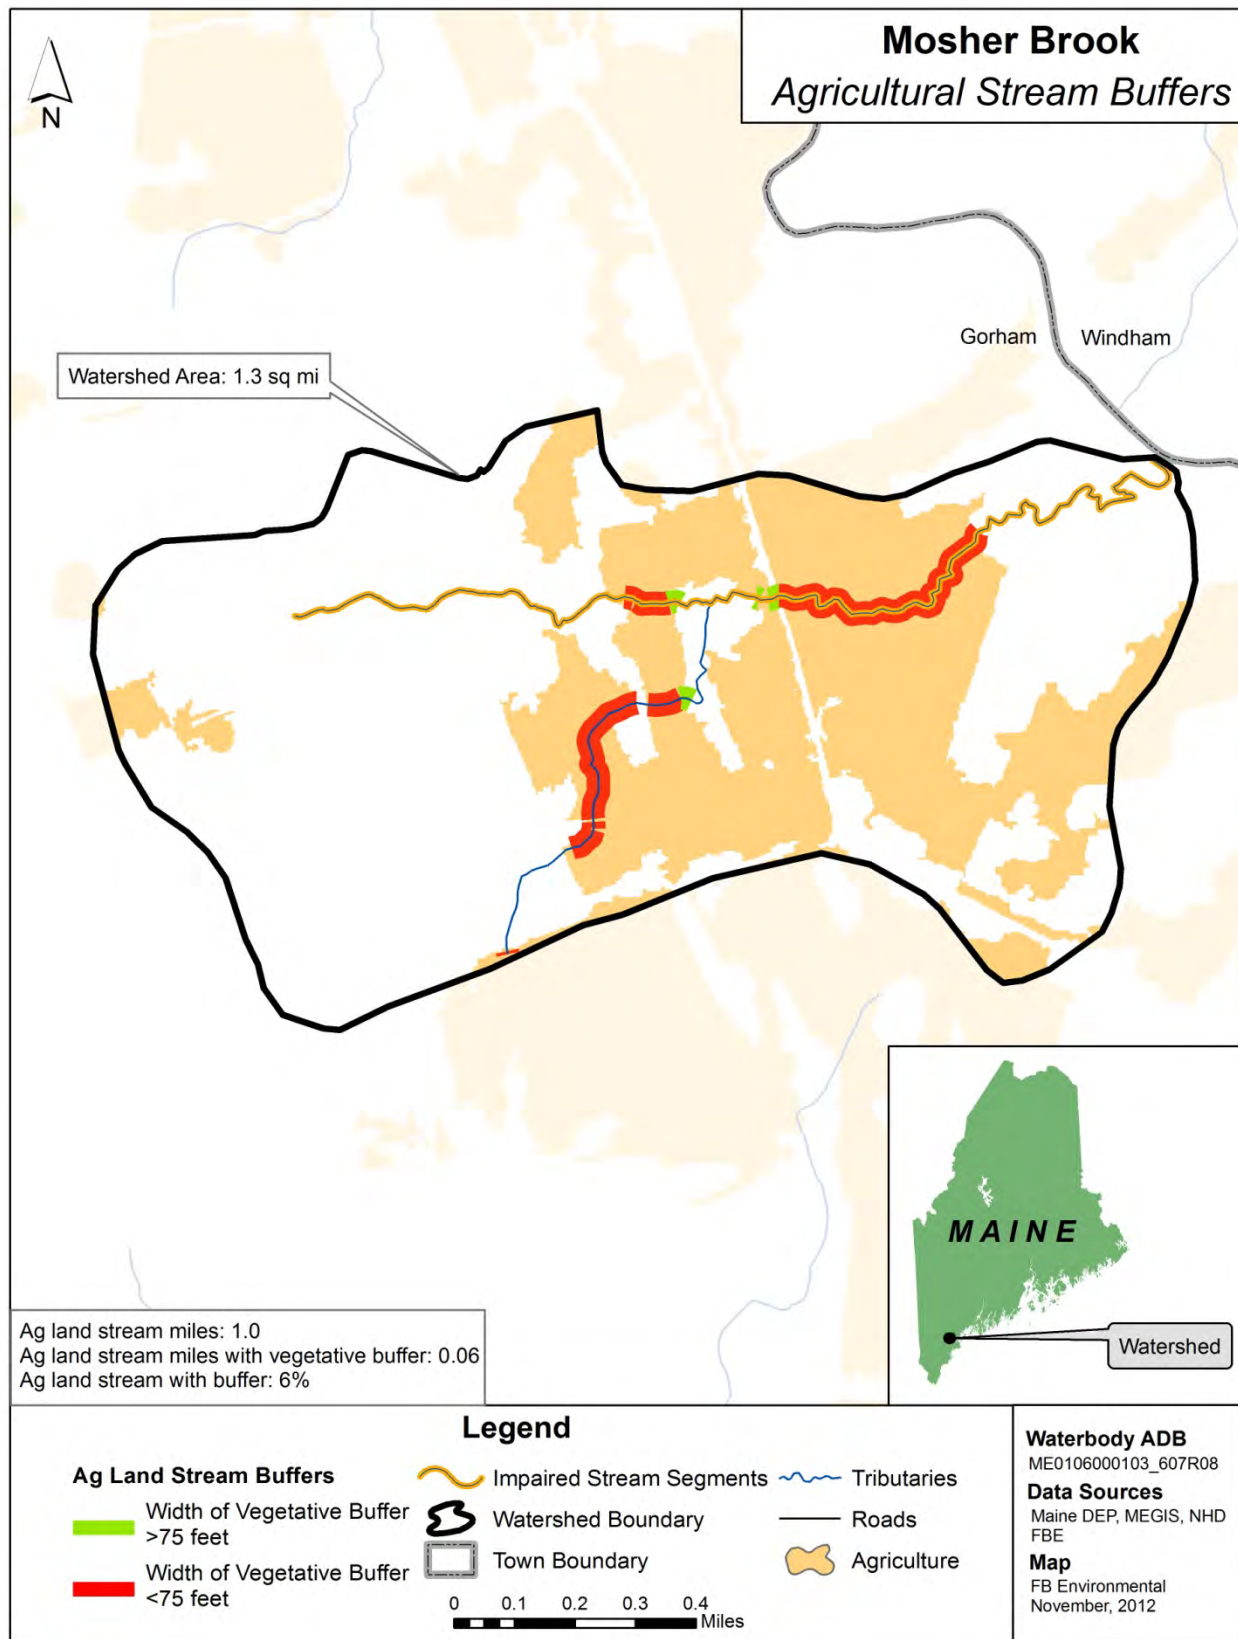 Mosher Brook
Agricultural Stream Buffers
N
Gorham
Windham
Watershed Area: 1.3 sq mi
MAINE
Watershed
Ag land stream miles: 1.0
Ag land stream miles with vegetative buffer: 0.06
Ag land stream with buffer: 6%
Legend
Ag Land Stream Buffers
Width of Vegetative Buffer
>75 feet
Width of Vegetative Buffer
<75 feet
Impaired Stream Segments
Watershed Boundary
Town Boundary
0 0.1 0.2 0.3 0.4
Miles
Tributaries
Roads
Agriculture
Waterbody ADB
ME0106000103_607R08
Data Sources
Maine DEP, MEGIS, NHD
FBE
Map
FB Environmental
November, 2012